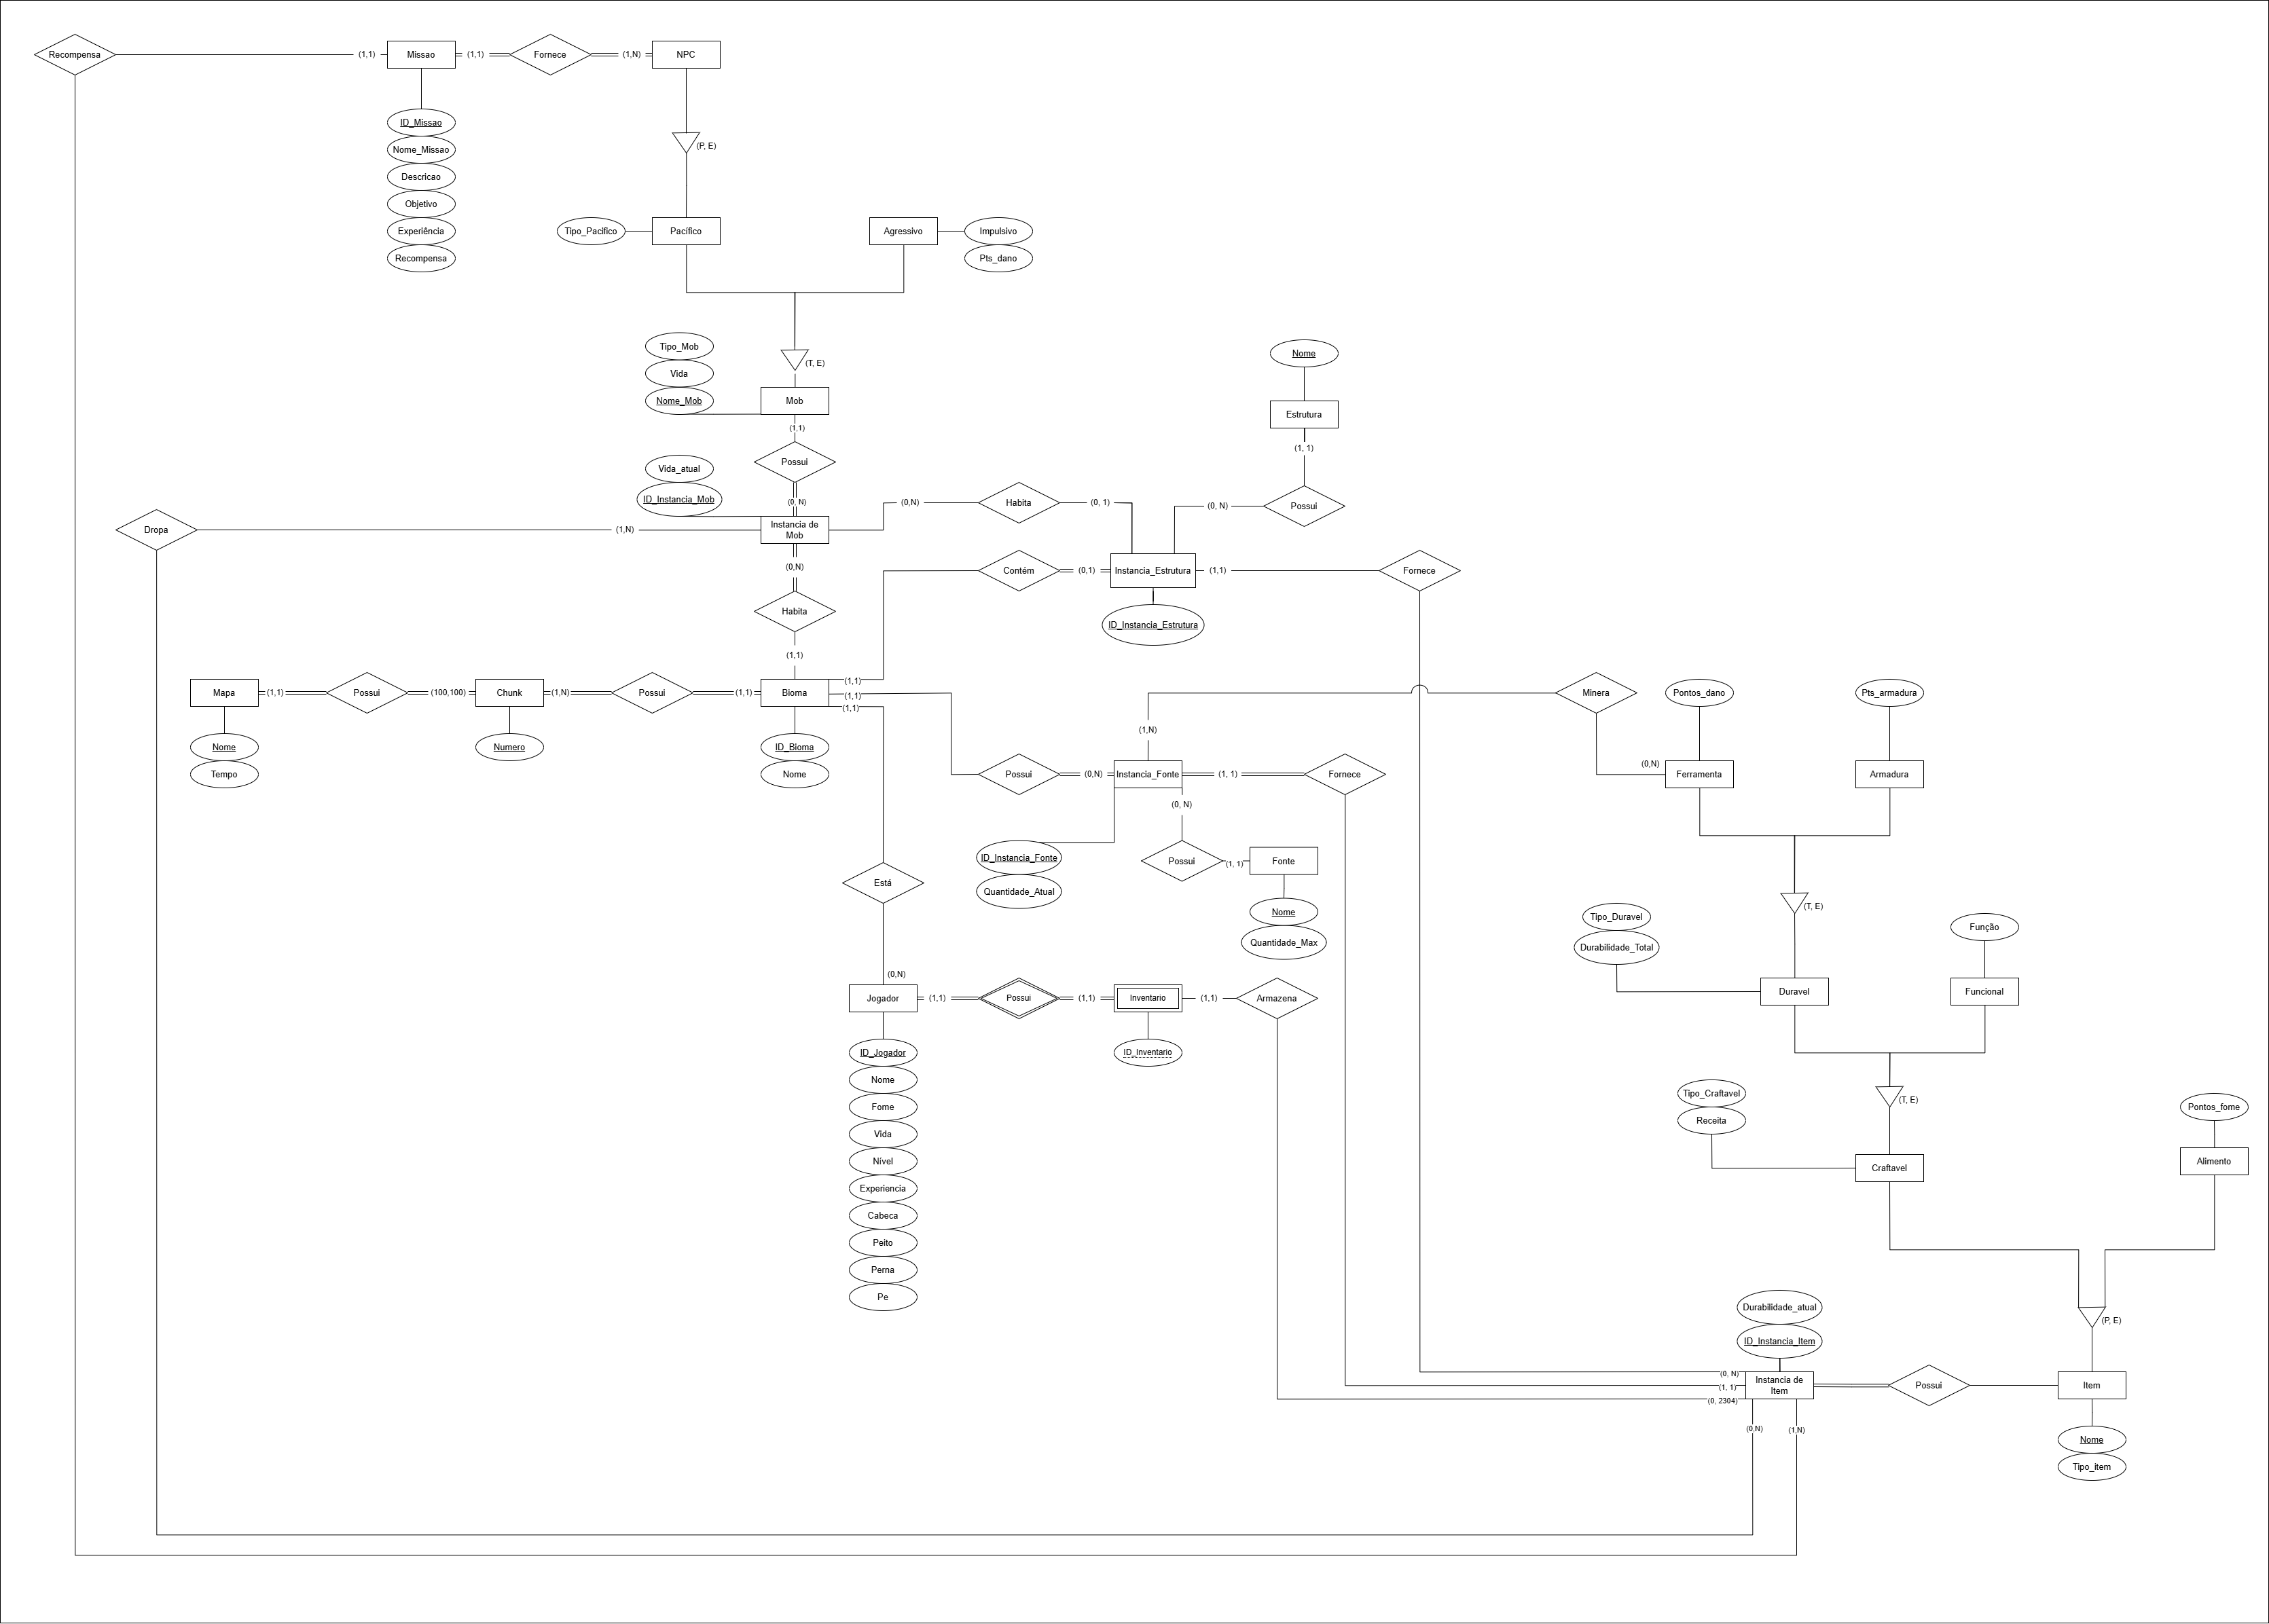 Recompensa
(1,1)
Missao
(1,1)
Fornece
(1,N)
NPC
ID_Missao
Nome_Missao
Descricao
Objetivo
Experiência
Recompensa
(P, E)
Tipo_Pacifico
Pacífico
Agressivo
Impulsivo
Pts_dano
(T, E)
Tipo_Mob
Vida
Nome_Mob
Mob
(1,1)
Possui
(0, N)
Vida_atual
ID_Instancia_Mob
Instancia de
Mob
Dropa
(1,N)
(0,N)
Habita
(0, 1)
Nome
Estrutura
(1, 1)
Possui
(0, N)
Contém
(0,1)
Instancia_Estrutura
(1,1)
Fornece
ID_Instancia_Estrutura
(0,N)
Habita
(1,1)
Mapa
(1,1)
Possui
(100,100)
Chunk
(1,N)
Possui
(1,1)
Bioma
(1,1)
(1,1)
(1,1)
Nome
Tempo
Numero
ID_Bioma
Nome
Minera
Pontos_dano
Pts_armadura
(1,N)
(0,N)
Possui
(0,N)
Instancia_Fonte
(1, 1)
Fornece
Ferramenta
Armadura
(0, N)
ID_Instancia_Fonte
Quantidade_Atual
Possui
(1, 1)
Fonte
Nome
Quantidade_Max
Está
(0,N)
(T, E)
Tipo_Duravel
Durabilidade_Total
Função
Duravel
Funcional
Jogador
(1,1)
Possui
(1,1)
Inventario
(1,1)
Armazena
ID_Inventario
ID_Jogador
Nome
Fome
Vida
Nível
Experiencia
Cabeca
Peito
Perna
Pe
(T, E)
Tipo_Craftavel
Receita
Craftavel
Pontos_fome
Alimento
(P, E)
Durabilidade_atual
ID_Instancia_Item
(0, N)
(1, 1)
(0, 2304)
Instancia de
Item
Possui
Item
(0,N)
(1,N)
Nome
Tipo_item